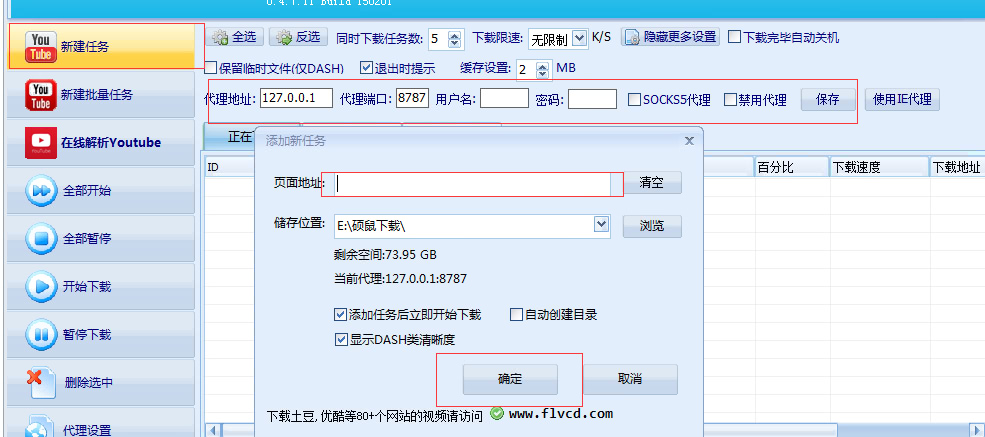 0.4.7.11 Build 150201
You Tube 新建任务
全选 反选 同时下载任务数: 5 下载限速: 无限制 K/S 隐藏更多设置 下载完毕自动关机
保留临时文件(仅DASH) 退出时提示 缓存设置: 2 MB
You Tube 新建批量任务
代理地址: 127.0.0.1 代理端口: 8787 用户名: 密码: SOCKS5代理 禁用代理 保存 使用IE代理
YouTube 在线解析Youtube
正在
添加新任务
ID 百分比 下载速度 下载地址
页面地址: 清空
全部开始
储存位置: E:\硕鼠下载\ 浏览
全部暂停
剩余空间:73.95 GB
当前代理:127.0.0.1:8787
开始下载
添加任务后立即开始下载 自动创建目录
暂停下载
显示DASH类清晰度
删除选中
确定 取消
下载土豆,优酷等80+个网站的视频请访问 www.flvcd.com
代理设置